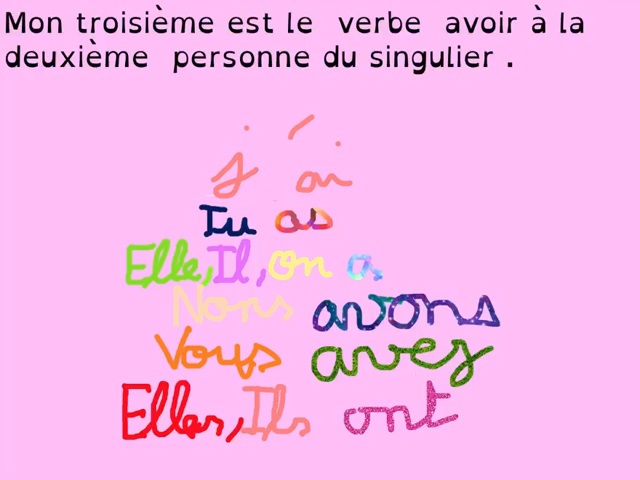 Mon troisième est le verbe avoir à la
deuxième personne du singulier .
j'ai
Tu as
Elle,Il,on a
Nous avons
Vous avez
Elles,Ils ont